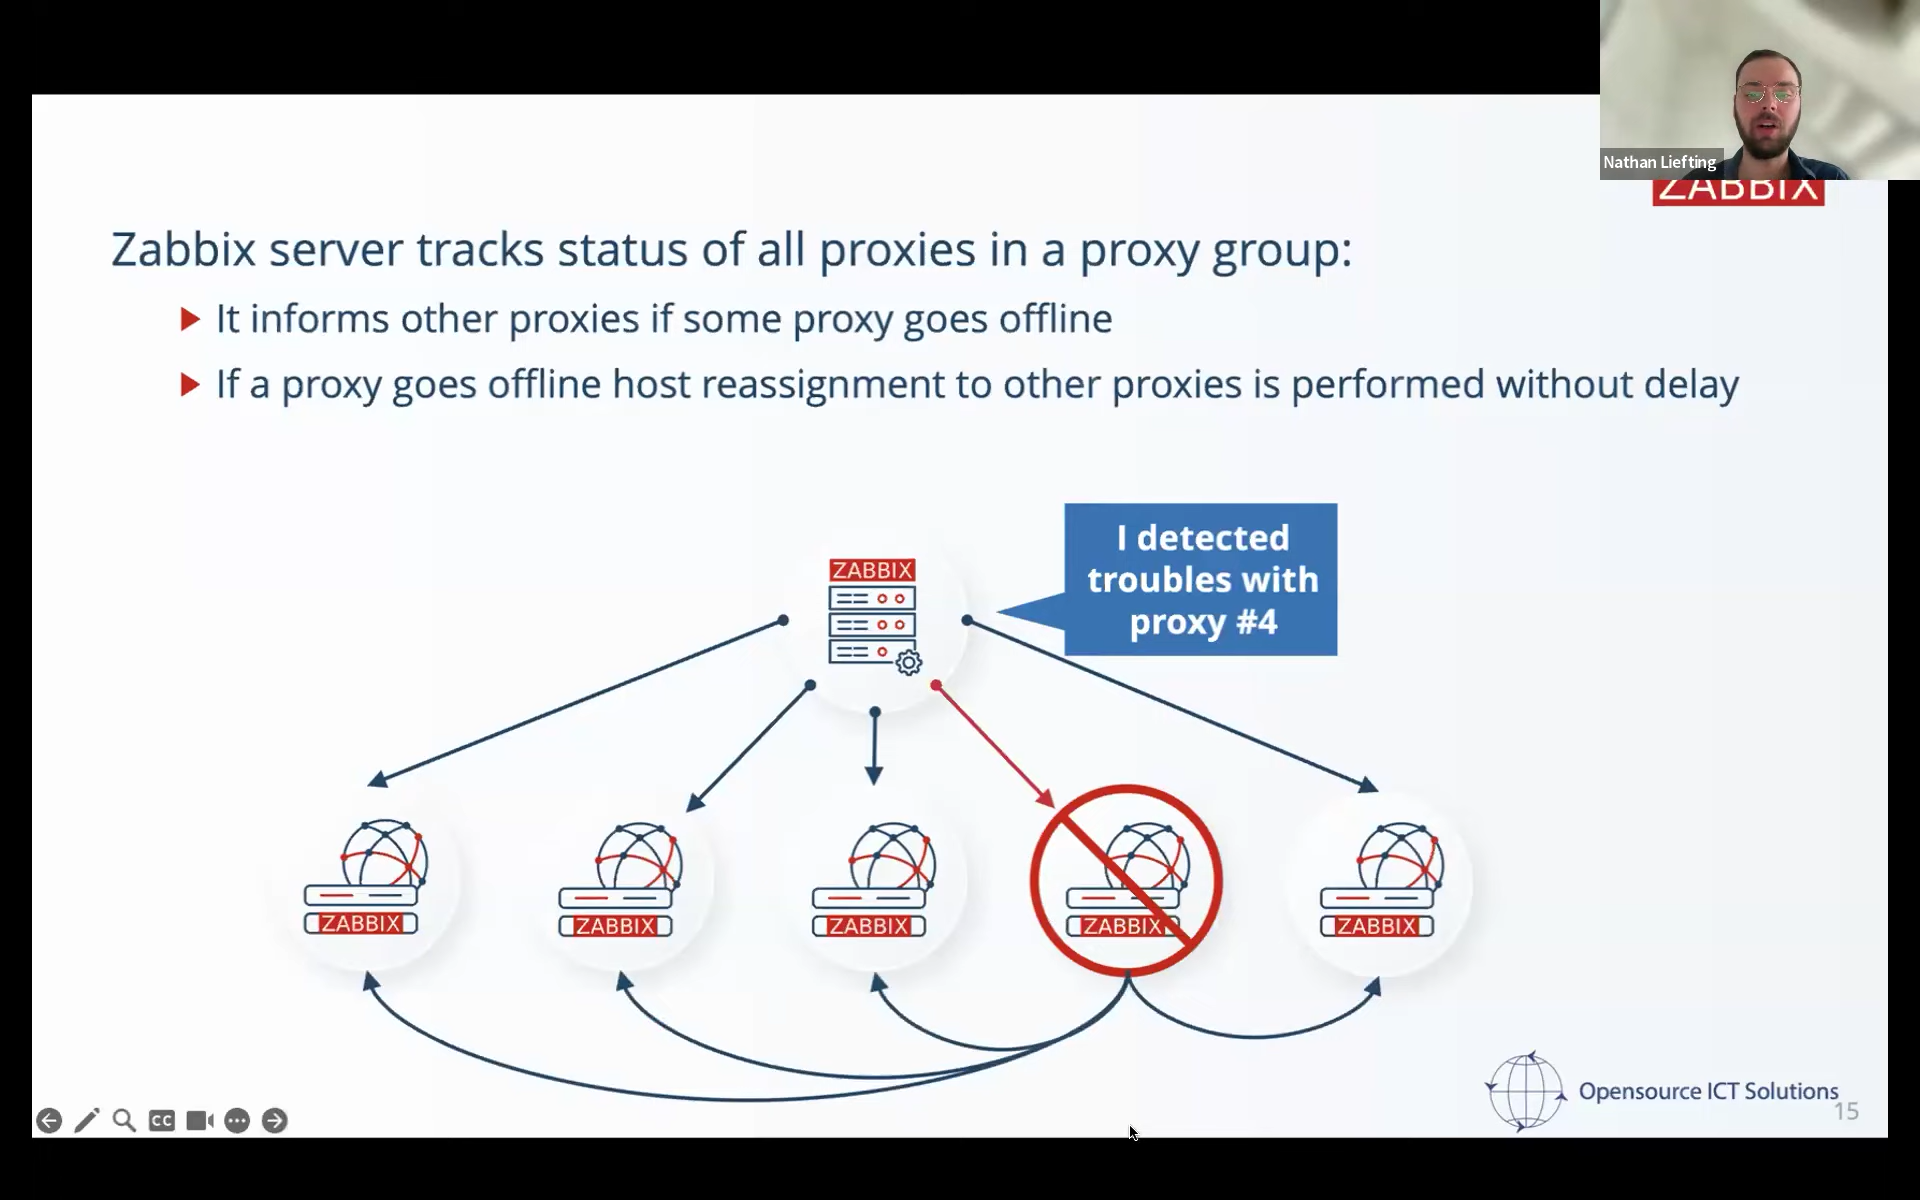 Nathan Liefting
ZABBIX
Zabbix server tracks status of all proxies in a proxy group:
It informs other proxies if some proxy goes offline
If a proxy goes offline host reassignment to other proxies is performed without delay
I detected
troubles with
proxy #4
ZABBIX
ZABBIX
ZABBIX
ZABBIX
ZABBIX
ZABBIX
Opensource ICT Solutions
15
CC